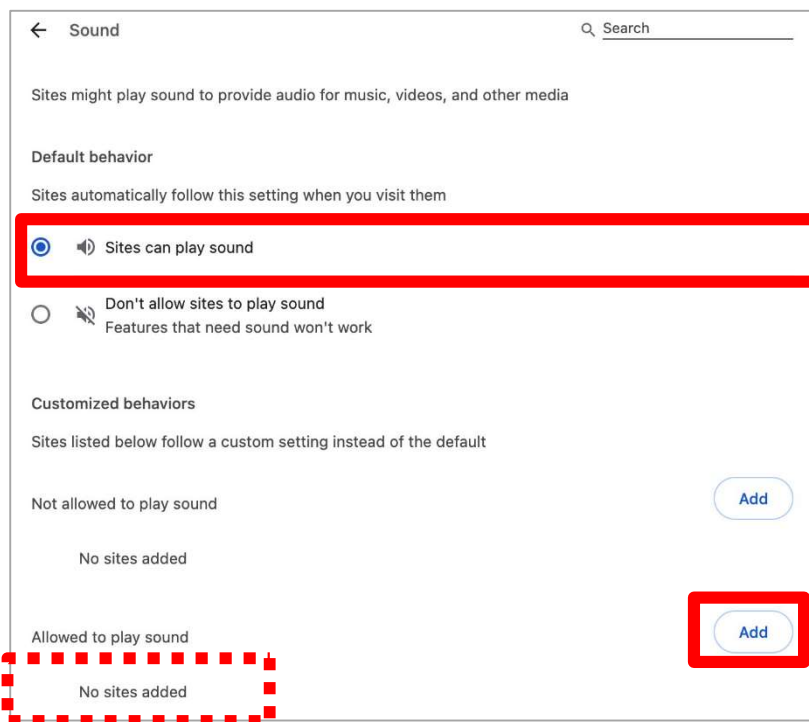 Sound
Search
Sites might play sound to provide audio for music, videos, and other media
Default behavior
Sites automatically follow this setting when you visit them
Sites can play sound
Don't allow sites to play sound
Features that need sound won't work
Customized behaviors
Sites listed below follow a custom setting instead of the default
Not allowed to play sound
Add
No sites added
Allowed to play sound
Add
No sites added